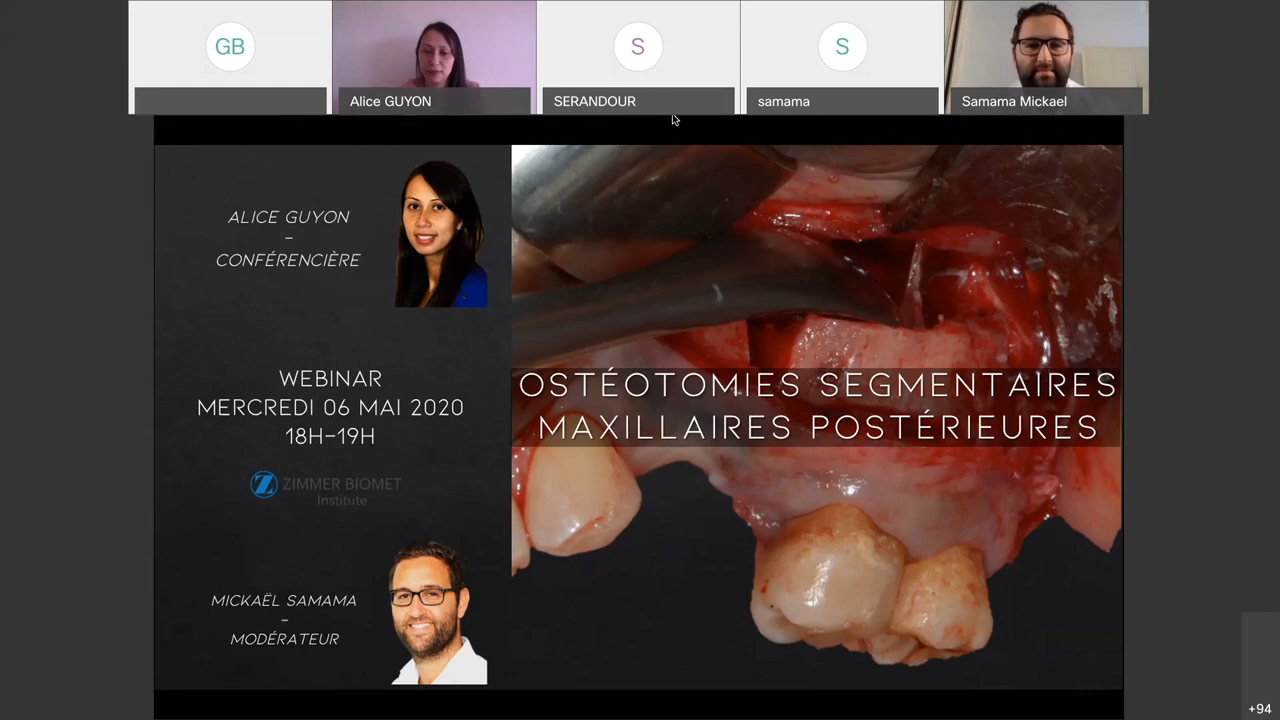 GB
S
S
Alice GUYON
SERANDOUR
samama
Samama Mickael
ALICE GUYON
–
CONFÉRENCIÈRE
WEBINAR
MERCREDI 06 MAI 2020
18H-19H
Z ZIMMER BIOMET
Institute
MICKAËL SAMAMA
–
MODÉRATEUR
OSTÉOTOMIES SEGMENTAIRES
MAXILLAIRES POSTÉRIEURES
+94